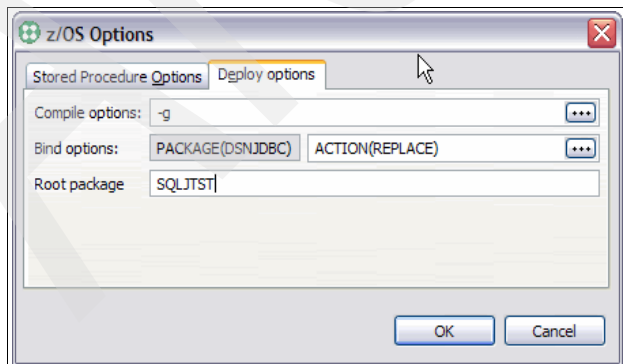 z/OS Options
Stored Procedure Options Deploy options
Compile options: -g ...
Bind options: PACKAGE(DSNJDBC) ACTION(REPLACE) ...
Root package SQLJTST
OK Cancel